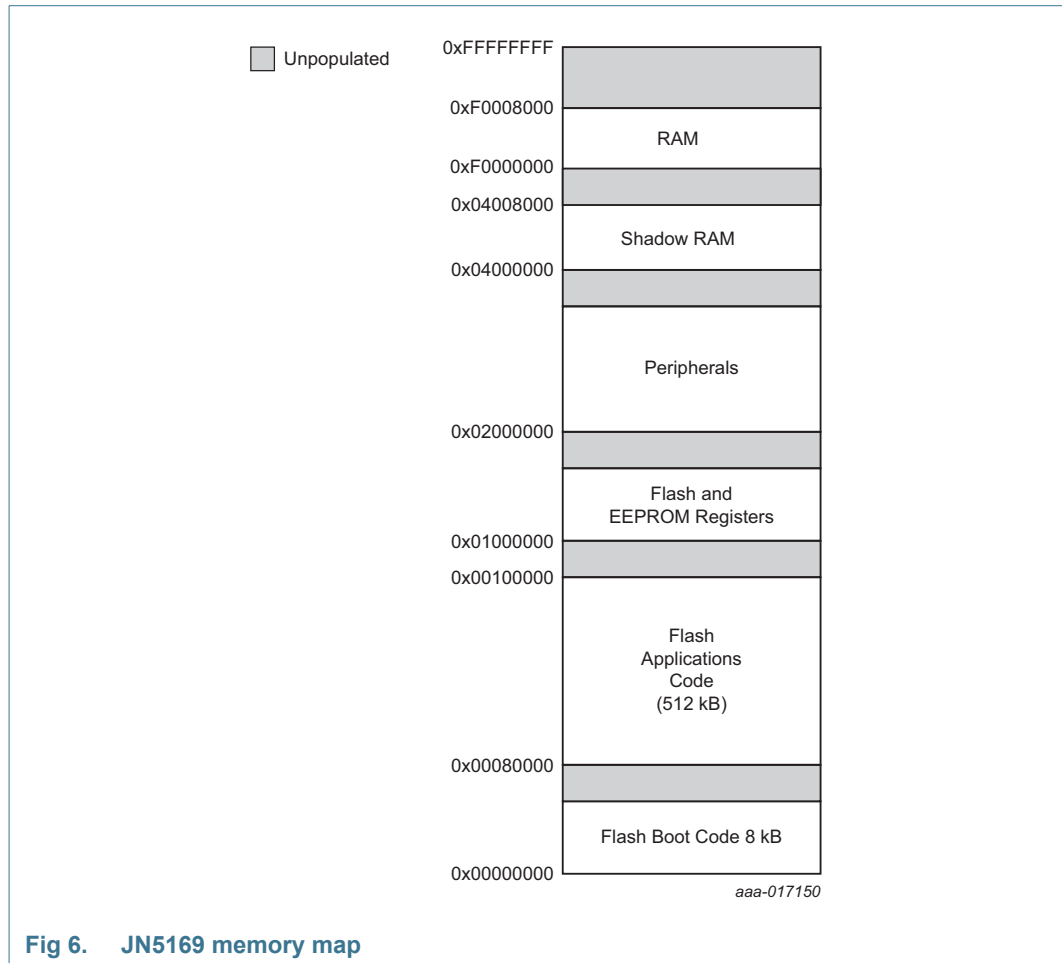 Unpopulated
0xFFFFFFFF
0xF0008000
RAM
0xF0000000
0x04008000
Shadow RAM
0x04000000
Peripherals
0x02000000
Flash and
EEPROM Registers
0x01000000
0x00100000
Flash
Applications
Code
(512 kB)
0x00080000
Flash Boot Code 8 kB
0x00000000
aaa-017150
Fig 6. JN5169 memory map